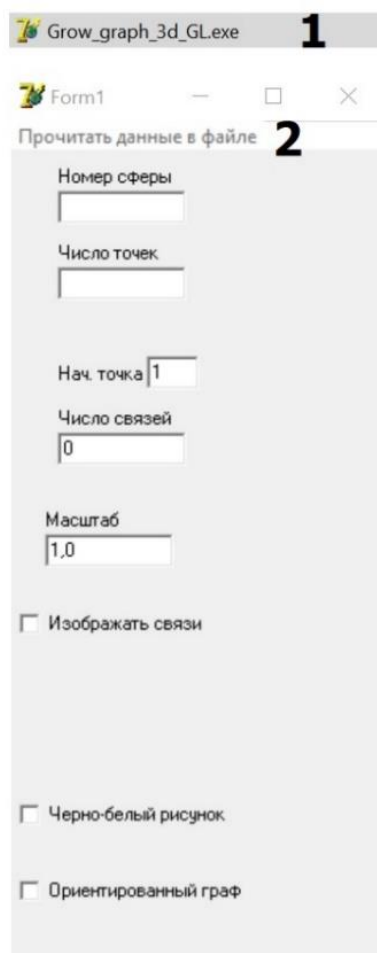 Grow_graph_3d_GL.exe 1
Form1
Прочитать данные в файле 2
Номер сферы
Число точек
Нач. точка 1
Число связей
0
Масштаб
1,0
Изображать связи
Черно-белый рисунок
Ориентированный граф